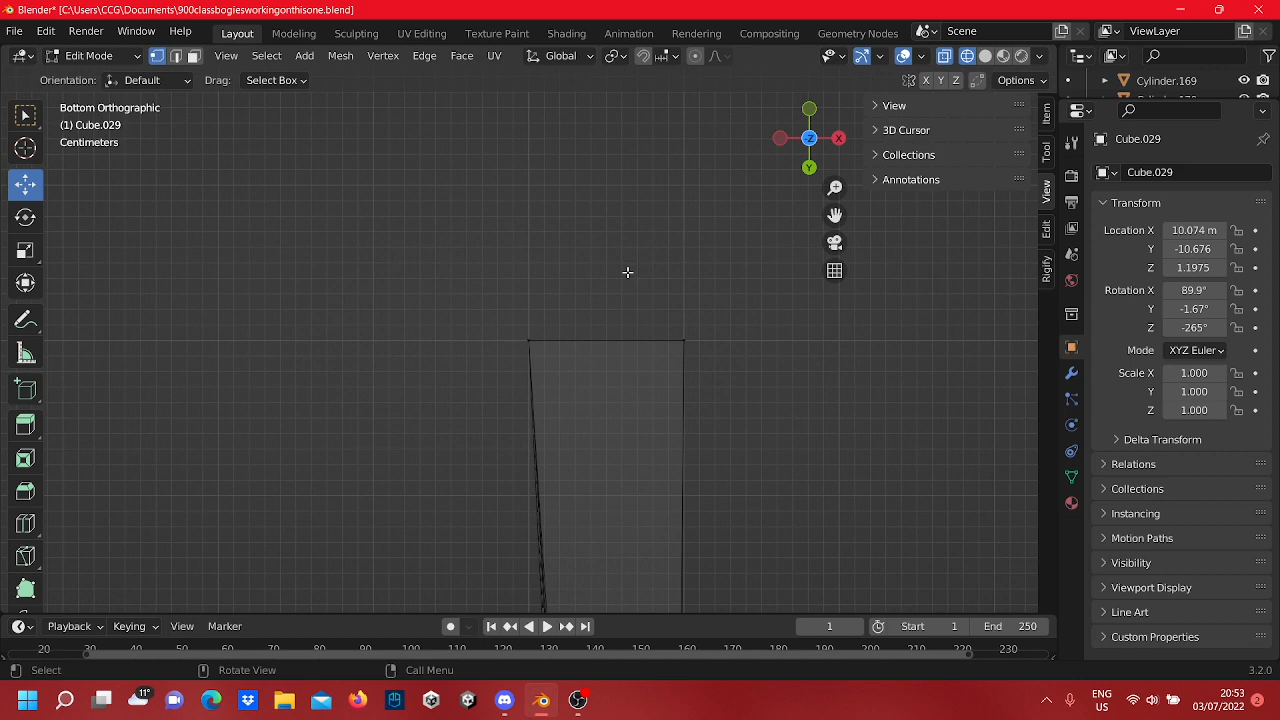 Blender* [C:\Users\CCG\Documents\900classbogiesworkingonthisone.blend]
File Edit Render Window Help Layout Modeling Sculpting UV Editing Texture Paint Shading Animation Rendering Compositing Geometry Nodes Scene ViewLayer
Edit Mode View Select Add Mesh Vertex Edge Face UV Global
Orientation: Default Drag: Select Box X Y Z Options
Cylinder.169
Bottom Orthographic
(1) Cube.029
Centimeters
-Z X Y
View
3D Cursor
Collections
Annotations
Item
Tool
View
Edit
Rigify
Cube.029
Cube.029
Transform
Location X 10.074 m
Y -10.676
Z 1.1975
Rotation X 89.9°
Y -1.67°
Z -265°
Mode XYZ Euler
Scale X 1.000
Y 1.000
Z 1.000
Delta Transform
Relations
Collections
Instancing
Motion Paths
Visibility
Viewport Display
Line Art
Custom Properties
Playback Keying View Marker 1 Start 1 End 250
20 50 60 70 80 90 100 110 120 130 140 150 160 170 180 190 200 210 220 230
Select Rotate View Call Menu 3.2.0
11° ENG US 20:53 03/07/2022 2